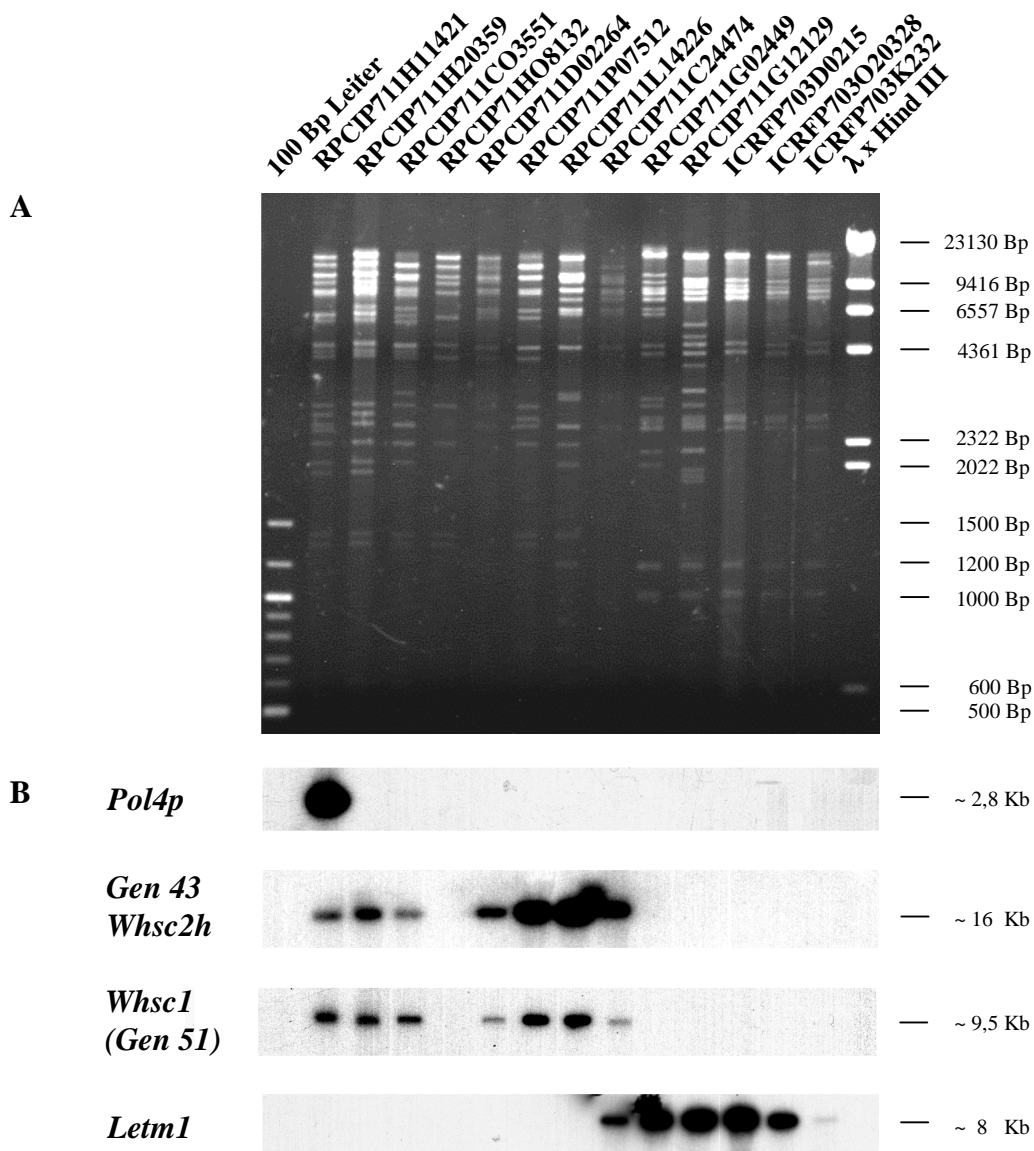 100 Bp Leiter
RPCIP711H11421
RPCIP711H20359
RPCIP711CO3551
RPCIP71HO8132
RPCIP711D02264
RPCIP711IP07512
RPCIP711L14226
RPCIP711C24474
RPCIP711G02449
RPCIP711G12129
ICRFP703D0215
ICRFP703O20328
ICRFP703K232
λ x Hind III
A
23130 Bp
9416 Bp
6557 Bp
4361 Bp
2322 Bp
2022 Bp
1500 Bp
1200 Bp
1000 Bp
600 Bp
500 Bp
B
Pol4p
~ 2,8 Kb
Gen 43
Whsc2h
~ 16 Kb
Whsc1
(Gen 51)
~ 9,5 Kb
Letm1
~ 8 Kb